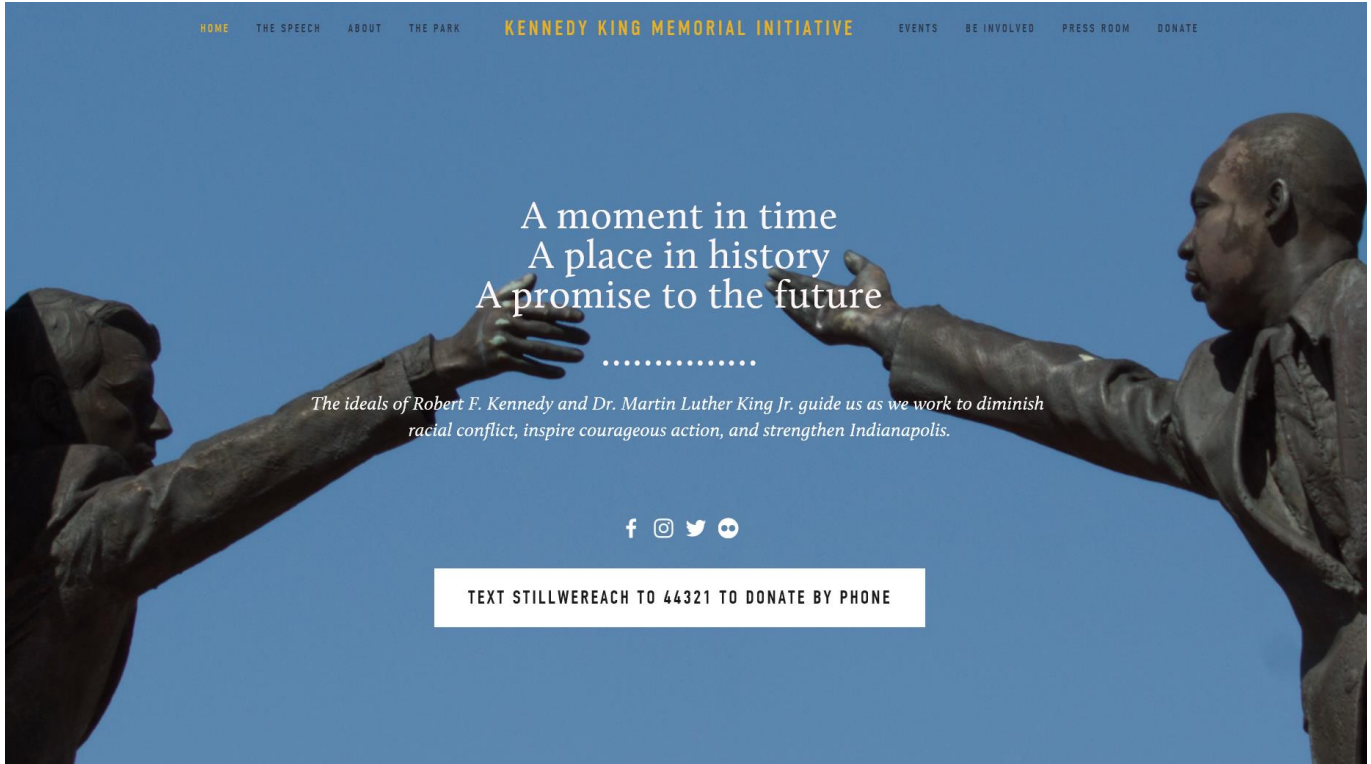 HOME THE SPEECH ABOUT THE PARK KENNEDY KING MEMORIAL INITIATIVE EVENTS BE INVOLVED PRESS ROOM DONATE
A moment in time
A place in history
A promise to the future
The ideals of Robert F. Kennedy and Dr. Martin Luther King Jr. guide us as we work to diminish
racial conflict, inspire courageous action, and strengthen Indianapolis.
TEXT STILLWEREACH TO 44321 TO DONATE BY PHONE